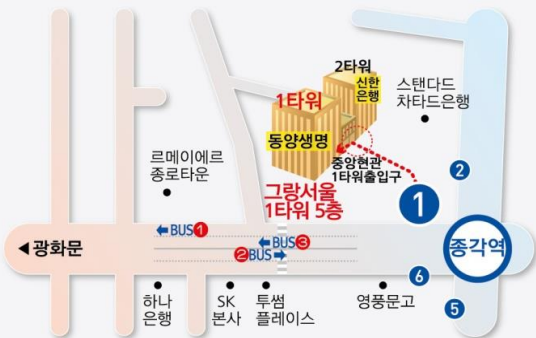 2타워
신한
은행
1타워
동양생명
스탠다드
차타드은행
르메이에르
종로타운
중앙현관
1타워출입구
그랑서울
1타워 5층
2
1
BUS 1
BUS 3
2 BUS
◀광화문
종각역
6
5
하나
은행
SK
본사
투썸
플레이스
영풍문고